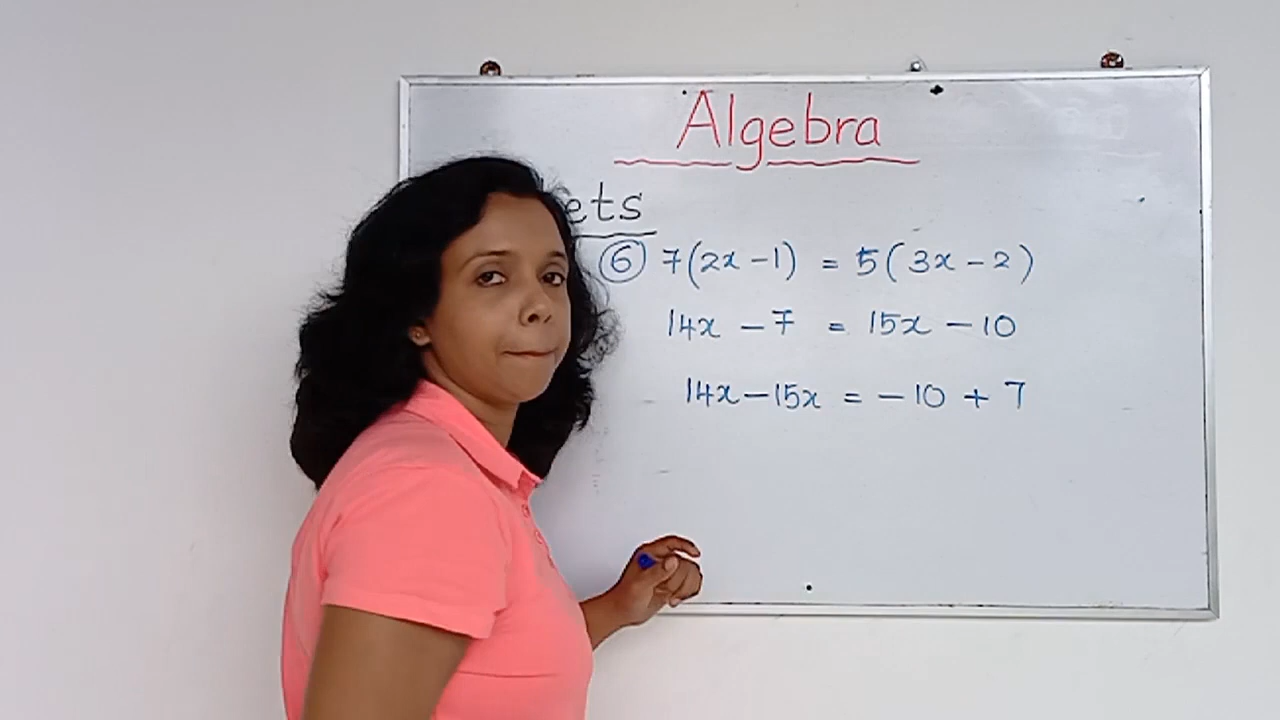 Algebra
ets
⑥ 7(2x - 1) = 5(3x - 2)
14x - 7 = 15x - 10
14x - 15x = - 10 + 7